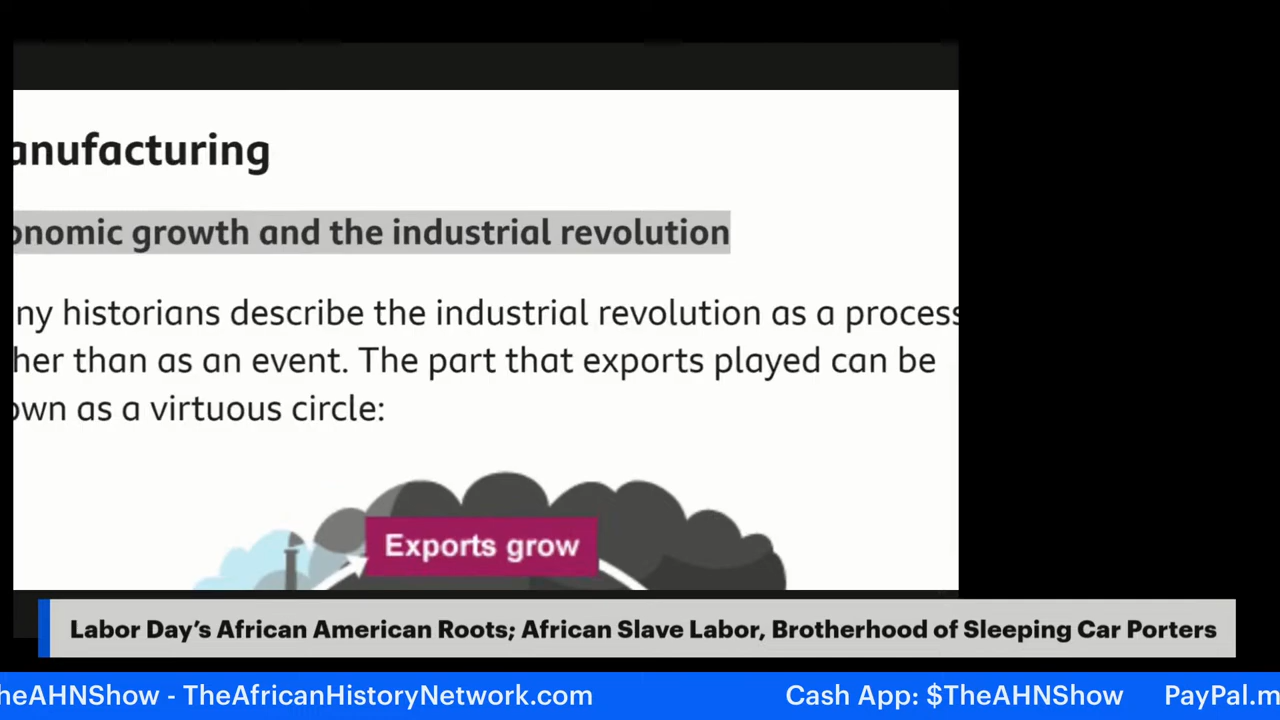 anufacturing
onomic growth and the industrial revolution
ny historians describe the industrial revolution as a process
her than as an event. The part that exports played can be
own as a virtuous circle:
Exports grow
Labor Day’s African American Roots; African Slave Labor, Brotherhood of Sleeping Car Porters
heAHNShow - TheAfricanHistoryNetwork.com Cash App: $TheAHNShow PayPal.m